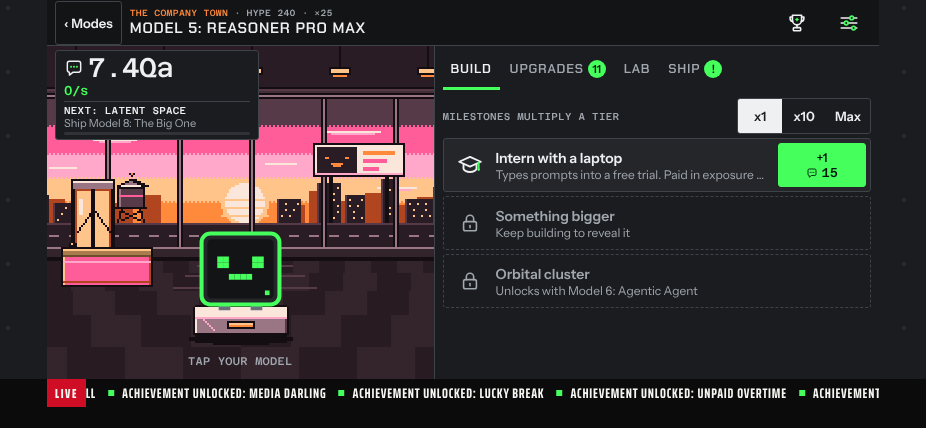 ‹ Modes
THE COMPANY TOWN · HYPE 240 · ×25
MODEL 5: REASONER PRO MAX
7.40a
0/s
NEXT: LATENT SPACE
Ship Model 8: The Big One
TAP YOUR MODEL
BUILD
UPGRADES 11
LAB
SHIP !
MILESTONES MULTIPLY A TIER
x1
x10
Max
Intern with a laptop
Types prompts into a free trial. Paid in exposure ...
+1
15
Something bigger
Keep building to reveal it
Orbital cluster
Unlocks with Model 6: Agentic Agent
LIVE
LL ■ ACHIEVEMENT UNLOCKED: MEDIA DARLING ■ ACHIEVEMENT UNLOCKED: LUCKY BREAK ■ ACHIEVEMENT UNLOCKED: UNPAID OVERTIME ■ ACHIEVEMENT